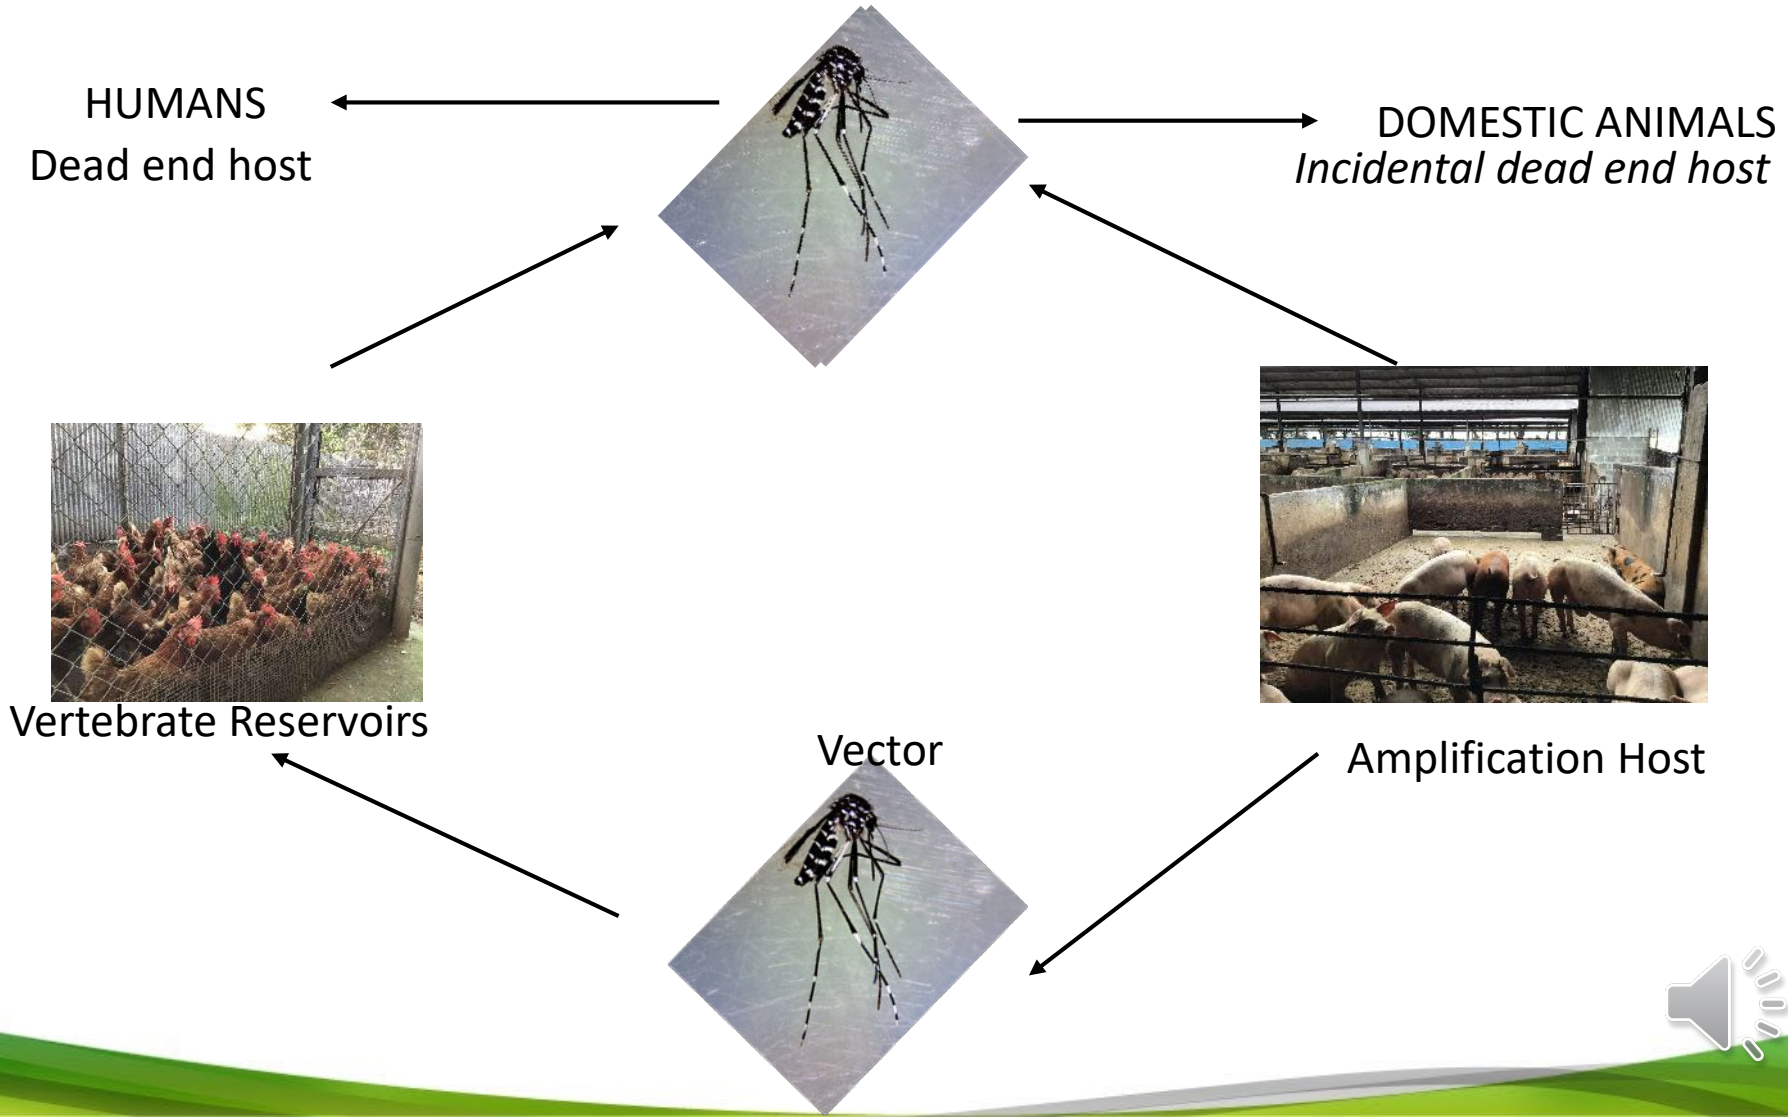 HUMANS
Dead end host
DOMESTIC ANIMALS
Incidental dead end host
Vertebrate Reservoirs
Vector
Amplification Host